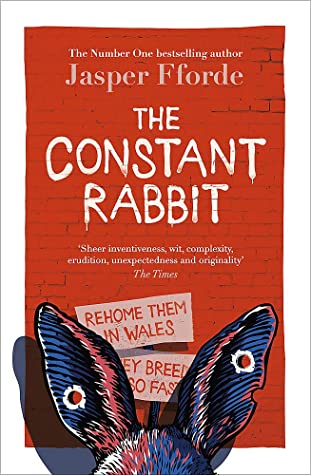 The Number One bestselling author
Jasper Fforde
THE
CONSTANT
RABBIT
‘Sheer inventiveness, wit, complexity,
erudition, unexpectedness and originality’
The Times
REHOME THEM
IN WALES
EY BREED
SO FAST